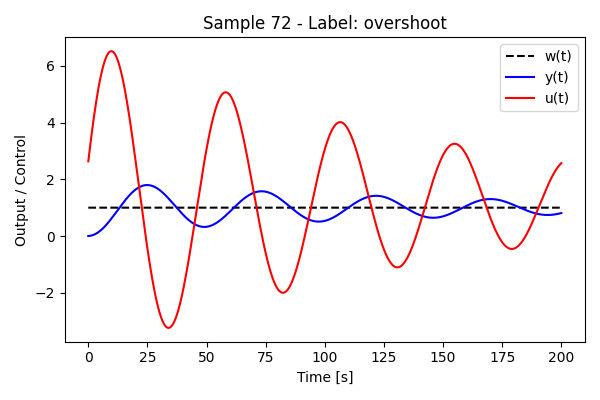 Sample 72 - Label: overshoot
w(t)
y(t)
u(t)
Output / Control
6
4
2
0
−2
0 25 50 75 100 125 150 175 200
Time [s]